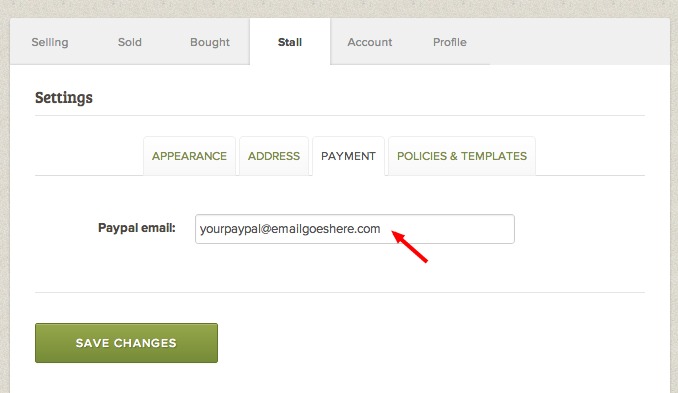 Selling Sold Bought Stall Account Profile
Settings
APPEARANCE ADDRESS PAYMENT POLICIES & TEMPLATES
Paypal email: yourpaypal@emailgoeshere.com
SAVE CHANGES